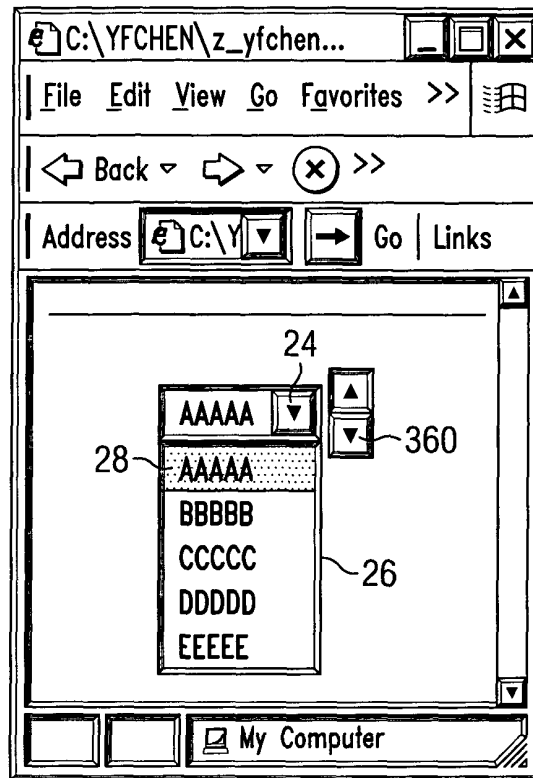 C:\YFCHEN\z_yfchen...
File Edit View Go Favorites >>
Back >>
Address C:\Y Go Links
24
AAAAA
360
28 AAAAA
BBBBB
CCCCC
26
DDDDD
EEEEE
My Computer